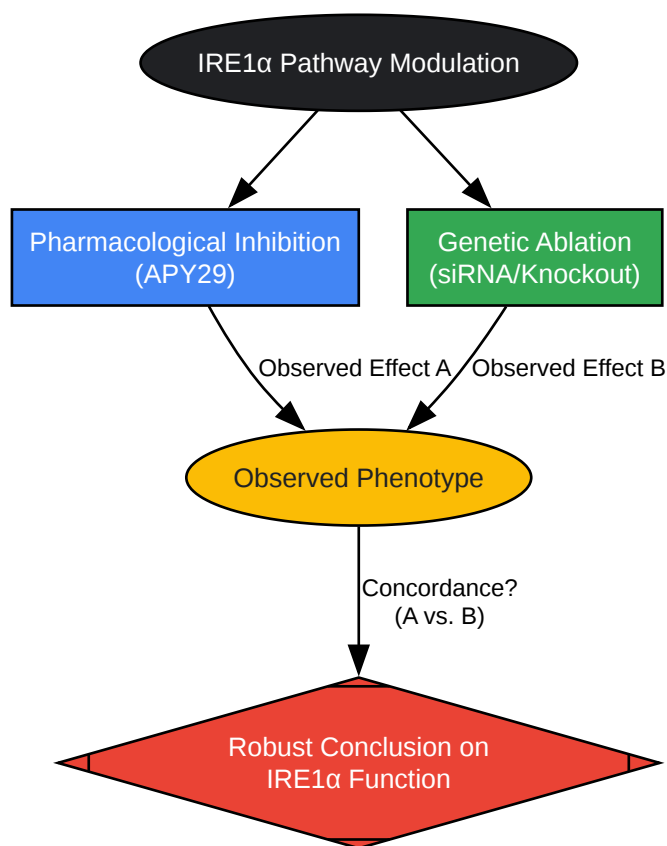 IRE1α Pathway Modulation
Pharmacological Inhibition
(APY29)
Genetic Ablation
(siRNA/Knockout)
Observed Effect A
Observed Effect B
Observed Phenotype
Concordance?
(A vs. B)
Robust Conclusion on
IRE1α Function